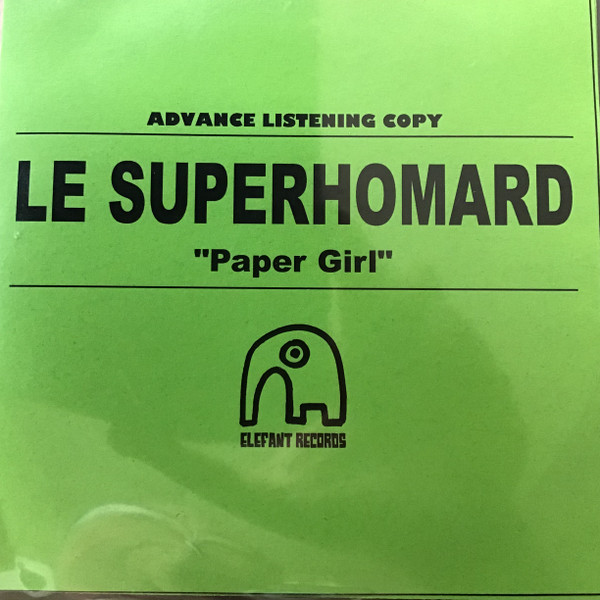 ADVANCE LISTENING COPY
LE SUPERHOMARD
"Paper Girl"
ELEFANT RECORDS